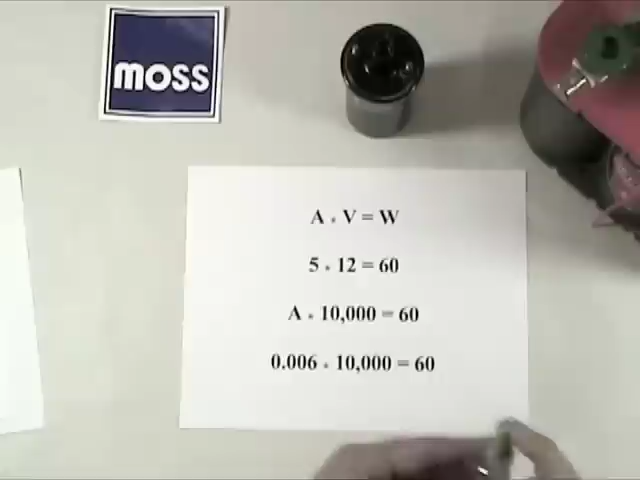 moss
A * V = W
5 * 12 = 60
A * 10,000 = 60
0.006 * 10,000 = 60